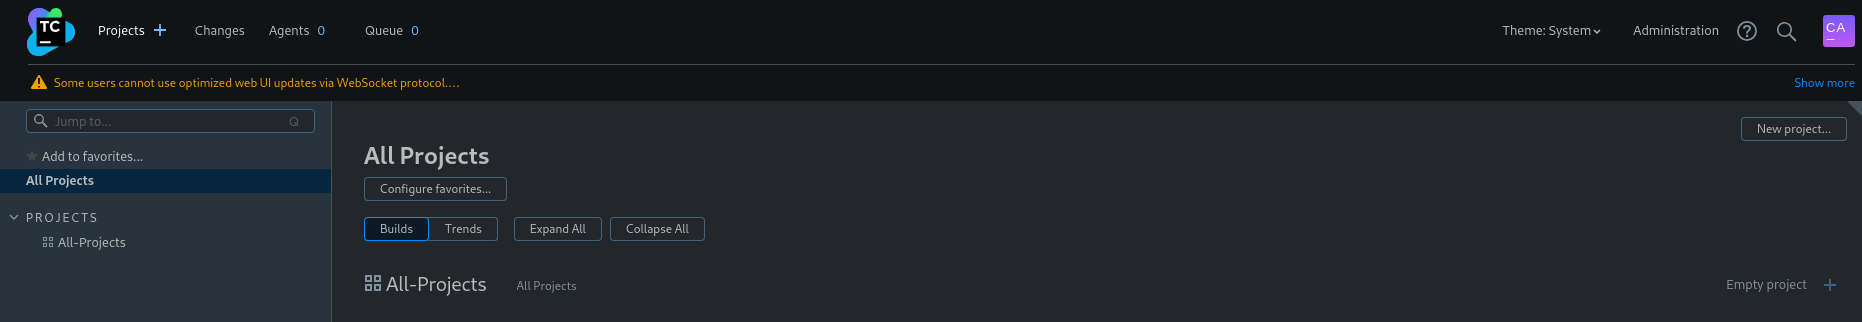 TC
Projects
Changes
Agents 0
Queue 0
Theme: System
Administration
?
CA
Some users cannot use optimized web UI updates via WebSocket protocol....
Show more
Jump to...
Q
New project...
Add to favorites...
All Projects
All Projects
Configure favorites...
PROJECTS
All-Projects
Builds
Trends
Expand All
Collapse All
All-Projects
All Projects
Empty project